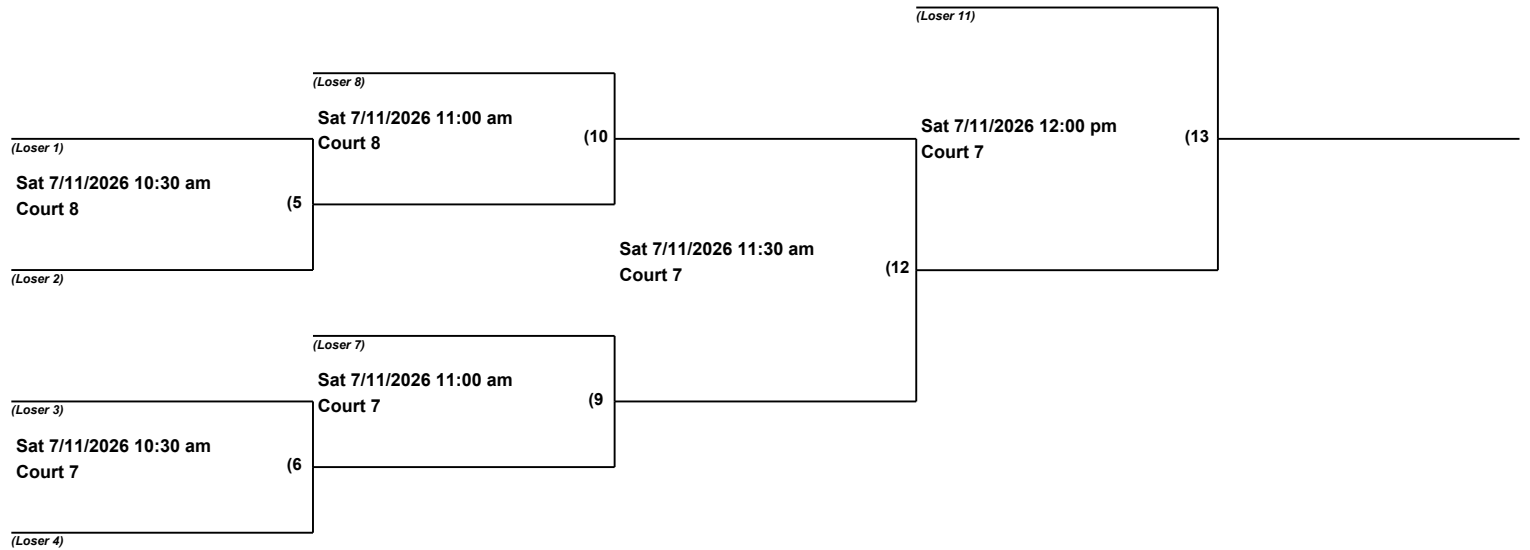 (Loser 11)
(Loser 8)
Sat 7/11/2026 11:00 am
Court 8
(10
Sat 7/11/2026 12:00 pm
Court 7
(13
(Loser 1)
Sat 7/11/2026 10:30 am
Court 8
(5
(Loser 2)
Sat 7/11/2026 11:30 am
Court 7
(12
(Loser 7)
Sat 7/11/2026 11:00 am
Court 7
(9
(Loser 3)
Sat 7/11/2026 10:30 am
Court 7
(6
(Loser 4)